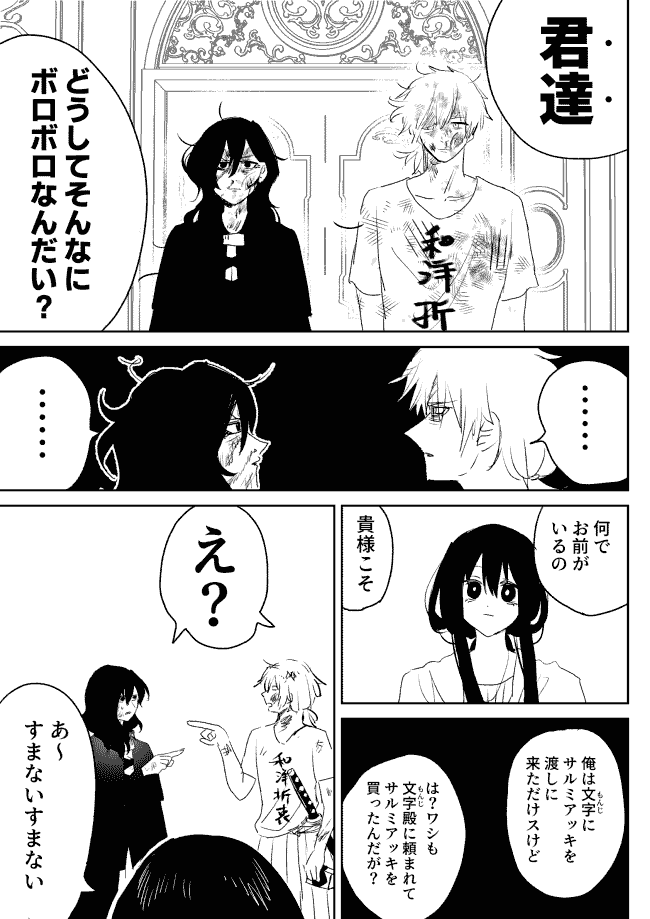 君達
どうしてそんなに
ボロボロなんだい？
和洋折
……
……
何で
お前が
いるの
貴様こそ
俺は文字に
サルミアッキを
渡しに
来ただけスけど
は？ワシも
文字殿に頼まれて
サルミアッキを
買ったんだが？
え？
和洋折衷
あ〜
すまないすまない